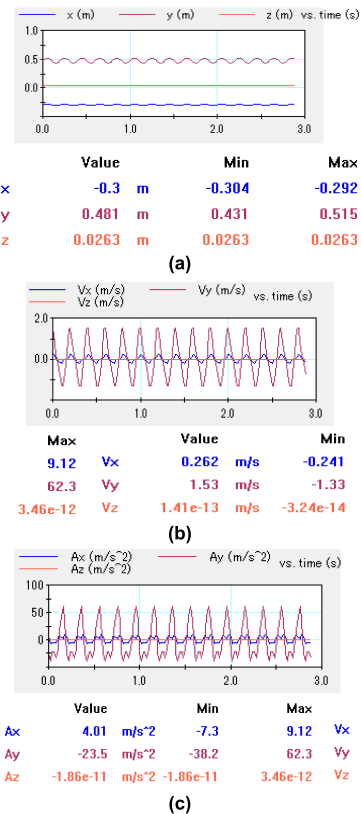 x (m) y (m) z (m) vs. time (s)
1.0
0.5
0.0
0.0 1.0 2.0 3.0
Value Min Max
x -0.3 m -0.304 -0.292
y 0.481 m 0.431 0.515
z 0.0263 m 0.0263 0.0263
(a)
Vx (m/s) Vy (m/s) vs. time (s)
Vz (m/s)
2.0
0.0
0.0 1.0 2.0 3.0
Max Value Min
9.12 Vx 0.262 m/s -0.241
62.3 Vy 1.53 m/s -1.33
3.46e-12 Vz 1.41e-13 m/s -3.24e-14
(b)
Ax (m/s^2) Ay (m/s^2) vs. time (s)
Az (m/s^2)
100
50
0
0.0 1.0 2.0 3.0
Value Min Max
Ax 4.01 m/s^2 -7.3 9.12 Vx
Ay -23.5 m/s^2 -38.2 62.3 Vy
Az -1.86e-11 m/s^2 -1.86e-11 3.46e-12 Vz
(c)